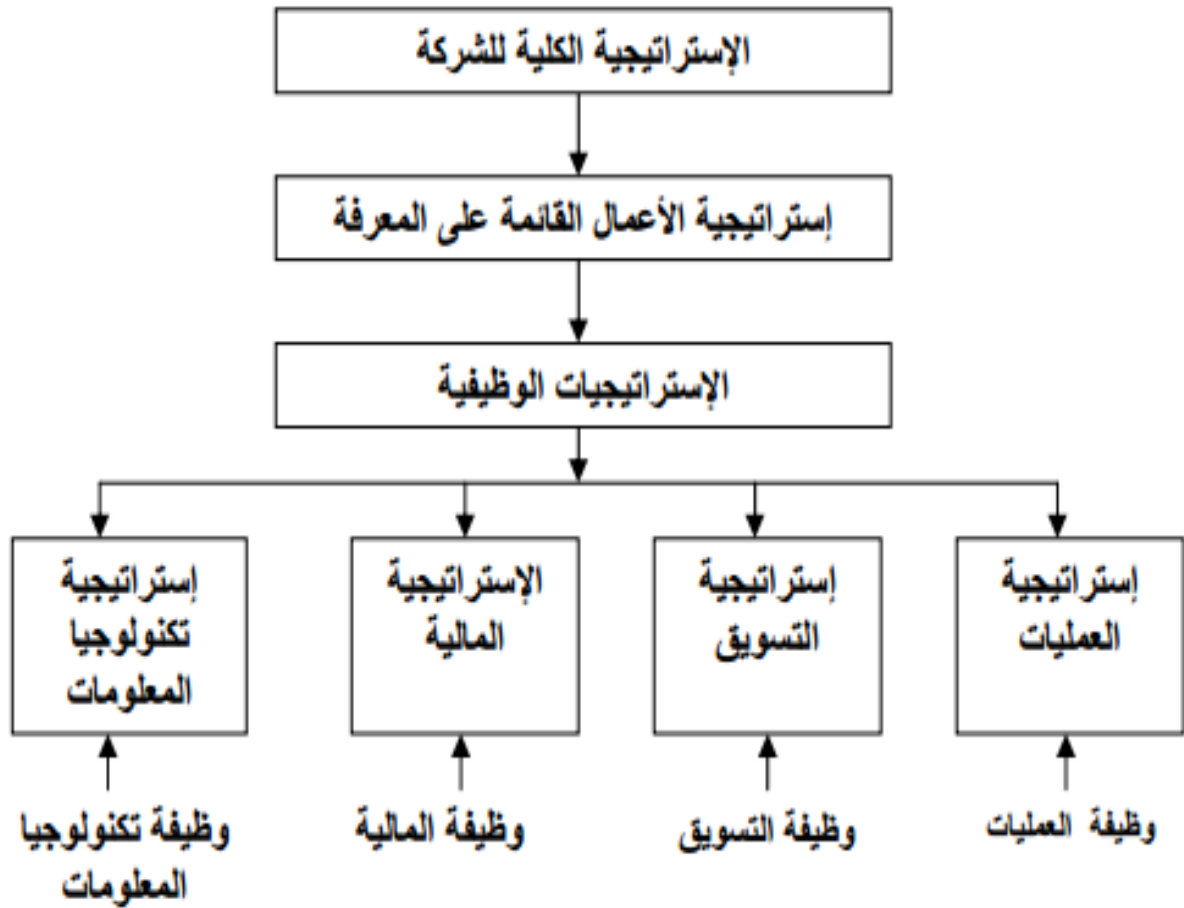 الإستراتيجية الكلية للشركة
إستراتيجية الأعمال القائمة على المعرفة
الإستراتيجيات الوظيفية
إستراتيجية
العمليات
إستراتيجية
التسويق
الإستراتيجية
المالية
إستراتيجية
تكنولوجيا
المعلومات
وظيفة العمليات
وظيفة التسويق
وظيفة المالية
وظيفة تكنولوجيا
المعلومات